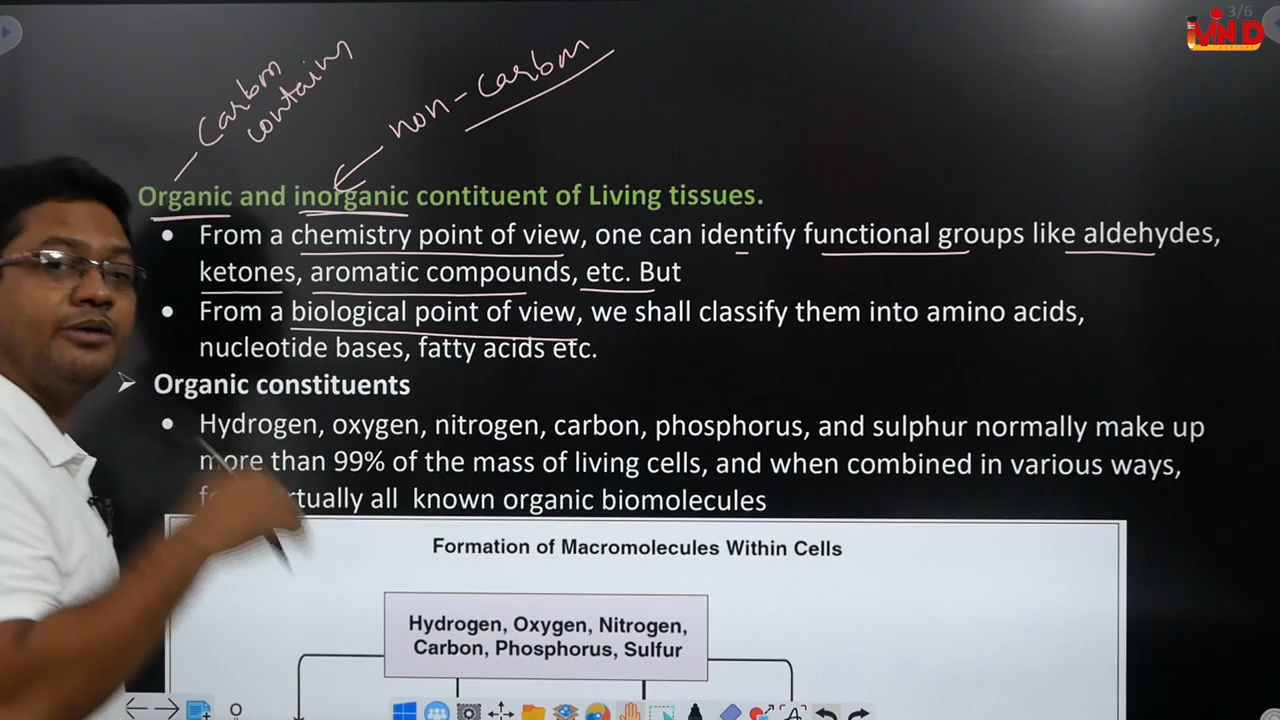 3/6
ViND
carbon
contains
non-carbon
Organic and inorganic contituent of Living tissues.
From a chemistry point of view, one can identify functional groups like aldehydes,
ketones, aromatic compounds, etc. But
From a biological point of view, we shall classify them into amino acids,
nucleotide bases, fatty acids etc.
Organic constituents
Hydrogen, oxygen, nitrogen, carbon, phosphorus, and sulphur normally make up
more than 99% of the mass of living cells, and when combined in various ways,
all known organic biomolecules
Formation of Macromolecules Within Cells
Hydrogen, Oxygen, Nitrogen,
Carbon, Phosphorus, Sulfur